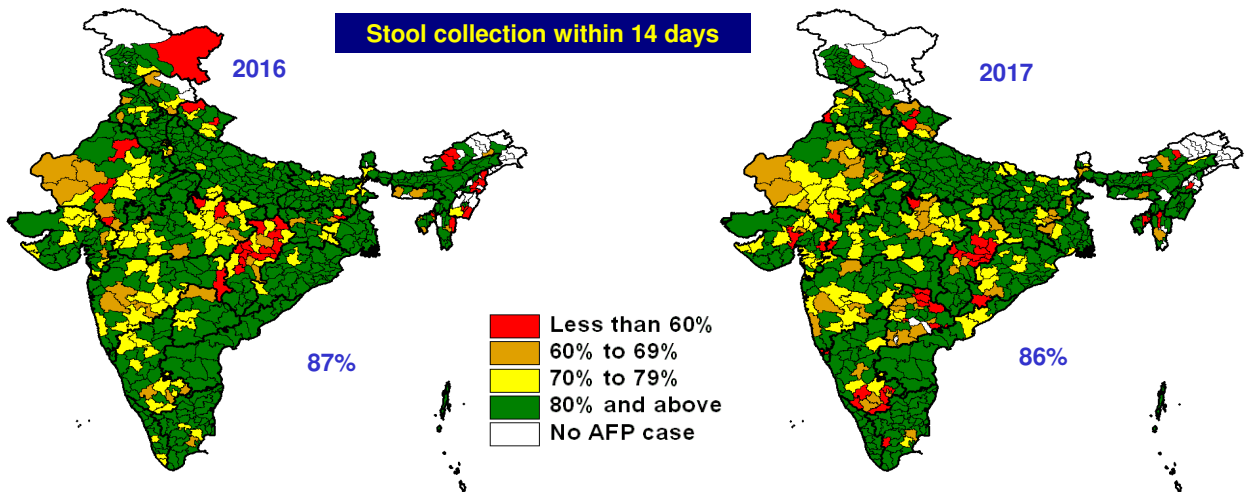 Stool collection within 14 days
2016
2017
Less than 60%
60% to 69%
70% to 79%
80% and above
No AFP case
87%
86%